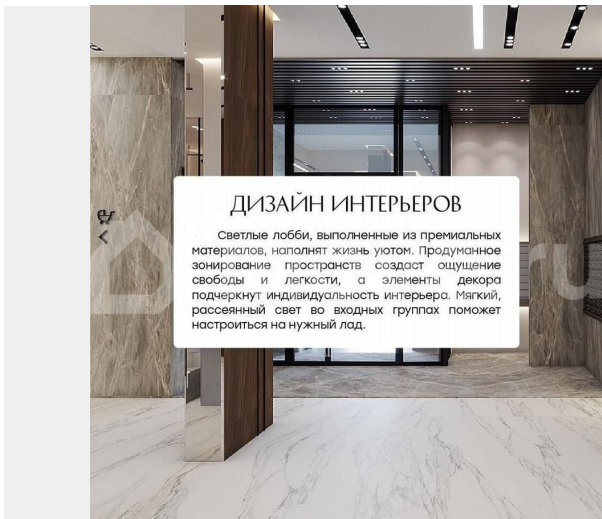 ДИЗАЙН ИНТЕРЬЕРОВ
Светлые лобби, выполненные из премиальных
материалов, наполнят жизнь уютом. Продуманное
зонирование пространств создаст ощущение
свободы и легкости, а элементы декора
подчеркнут индивидуальность интерьера. Мягкий,
рассеянный свет во входных группах поможет
настроиться на нужный лад.